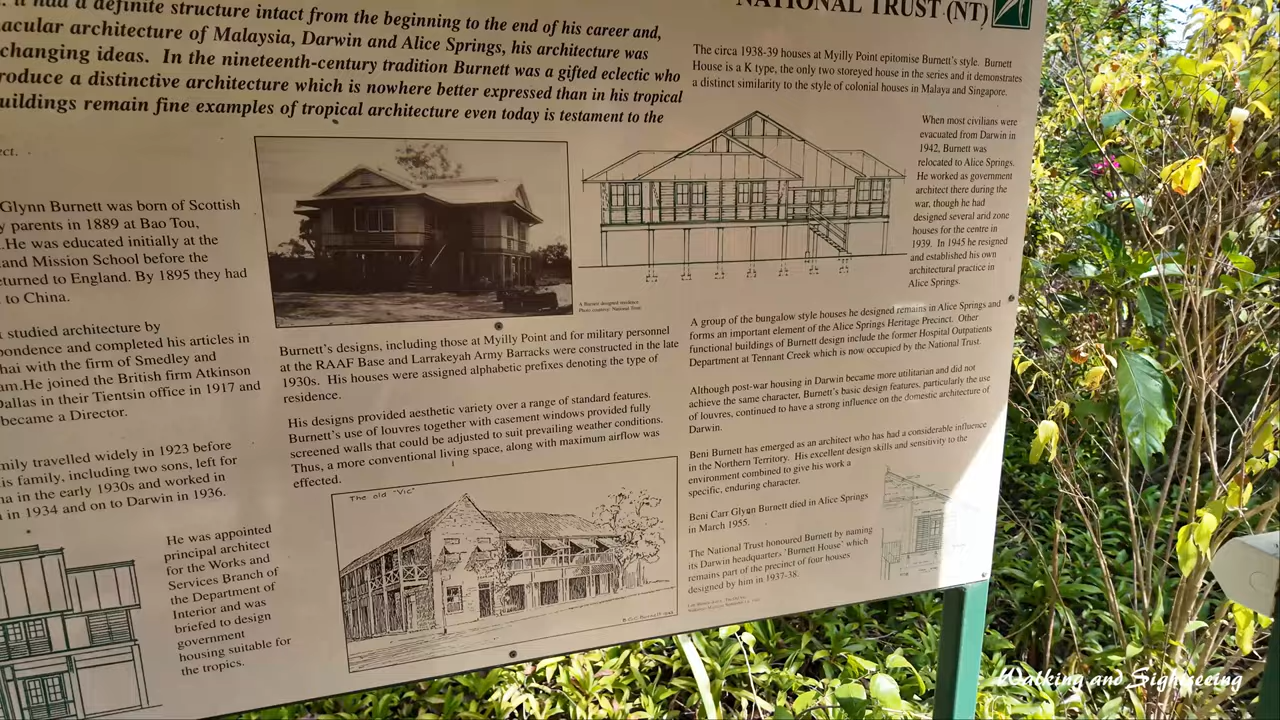 it had a definite structure intact from the beginning to the end of his career and,
acular architecture of Malaysia, Darwin and Alice Springs, his architecture was
changing ideas. In the nineteenth-century tradition Burnett was a gifted eclectic who
roduce a distinctive architecture which is nowhere better expressed than in his tropical
uildings remain fine examples of tropical architecture even today is testament to the
ect.
Glynn Burnett was born of Scottish
y parents in 1889 at Bao Tou,
.He was educated initially at the
and Mission School before the
eturned to England. By 1895 they had
to China.
studied architecture by
pondence and completed his articles in
hai with the firm of Smedley and
am.He joined the British firm Atkinson
Dallas in their Tientsin office in 1917 and
became a Director.
mily travelled widely in 1923 before
is family, including two sons, left for
na in the early 1930s and worked in
in 1934 and on to Darwin in 1936.
He was appointed
principal architect
for the Works and
Services Branch of
the Department of
Interior and was
briefed to design
government
housing suitable for
the tropics.
A Burnett designed residence.
Photo courtesy: National Trust
Burnett's designs, including those at Myilly Point and for military personnel
at the RAAF Base and Larrakeyah Army Barracks were constructed in the late
1930s. His houses were assigned alphabetic prefixes denoting the type of
residence.
His designs provided aesthetic variety over a range of standard features.
Burnett's use of louvres together with casement windows provided fully
screened walls that could be adjusted to suit prevailing weather conditions.
Thus, a more conventional living space, along with maximum airflow was
effected.
The old "Vic"
NATIONAL TRUST (NT)
The circa 1938-39 houses at Myilly Point epitomise Burnett's style. Burnett
House is a K type, the only two storeyed house in the series and it demonstrates
a distinct similarity to the style of colonial houses in Malaya and Singapore.
When most civilians were
evacuated from Darwin in
1942, Burnett was
relocated to Alice Springs.
He worked as government
architect there during the
war, though he had
designed several arid zone
houses for the centre in
1939. In 1945 he resigned
and established his own
architectural practice in
Alice Springs.
A group of the bungalow style houses he designed remains in Alice Springs and
forms an important element of the Alice Springs Heritage Precinct. Other
functional buildings of Burnett design include the former Hospital Outpatients
Department at Tennant Creek which is now occupied by the National Trust.
Although post-war housing in Darwin became more utilitarian and did not
achieve the same character, Burnett's basic design features, particularly the use
of louvres, continued to have a strong influence on the domestic architecture of
Darwin.
Beni Burnett has emerged as an architect who has had a considerable influence
in the Northern Territory. His excellent design skills and sensitivity to the
environment combined to give his work a
specific, enduring character.
Beni Carr Glynn Burnett died in Alice Springs
in March 1955.
The National Trust honoured Burnett by naming
its Darwin headquarters 'Burnett House' which
remains part of the precinct of four houses
designed by him in 1937-38.
Walking and Sightseeing